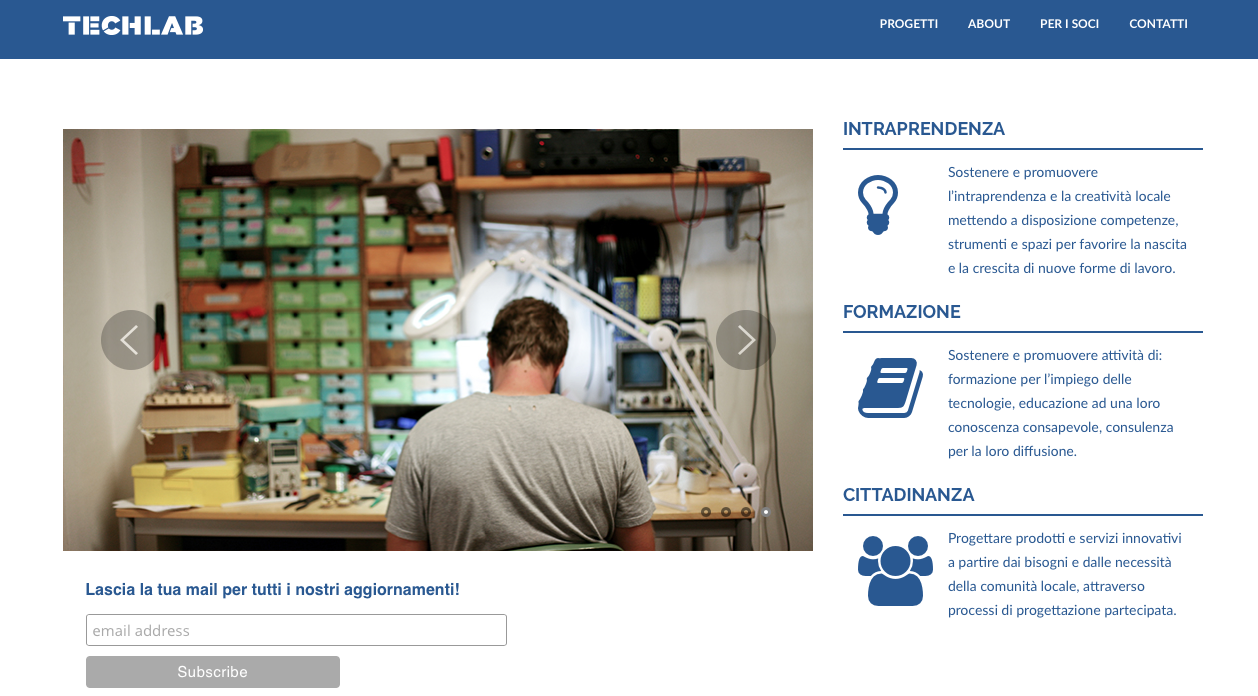 TECHLAB
PROGETTI ABOUT PER I SOCI CONTATTI
INTRAPRENDENZA
Sostenere e promuovere
l’intraprendenza e la creatività locale
mettendo a disposizione competenze,
strumenti e spazi per favorire la nascita
e la crescita di nuove forme di lavoro.
FORMAZIONE
Sostenere e promuovere attività di:
formazione per l’impiego delle
tecnologie, educazione ad una loro
conoscenza consapevole, consulenza
per la loro diffusione.
CITTADINANZA
Progettare prodotti e servizi innovativi
a partire dai bisogni e dalle necessità
della comunità locale, attraverso
processi di progettazione partecipata.
Lascia la tua mail per tutti i nostri aggiornamenti!
email address
Subscribe